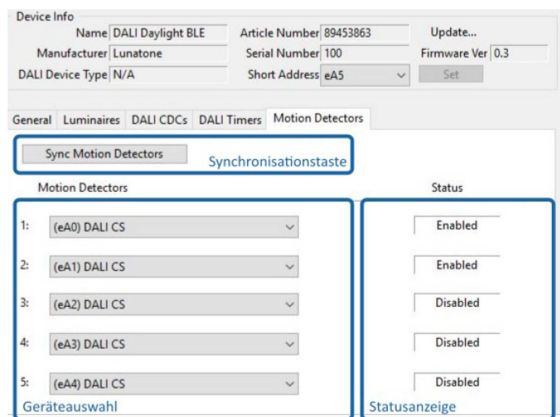 Device Info
Name DALI Daylight BLE Article Number 89453863 Update...
Manufacturer Lunatone Serial Number 100 Firmware Ver 0.3
DALI Device Type N/A Short Address eA5 Set
General Luminaires DALI CDCs DALI Timers Motion Detectors
Sync Motion Detectors Synchronisationstaste
Motion Detectors Status
1: (eA0) DALI CS Enabled
2: (eA1) DALI CS Enabled
3: (eA2) DALI CS Disabled
4: (eA3) DALI CS Disabled
5: (eA4) DALI CS Disabled
Geräteauswahl Statusanzeige